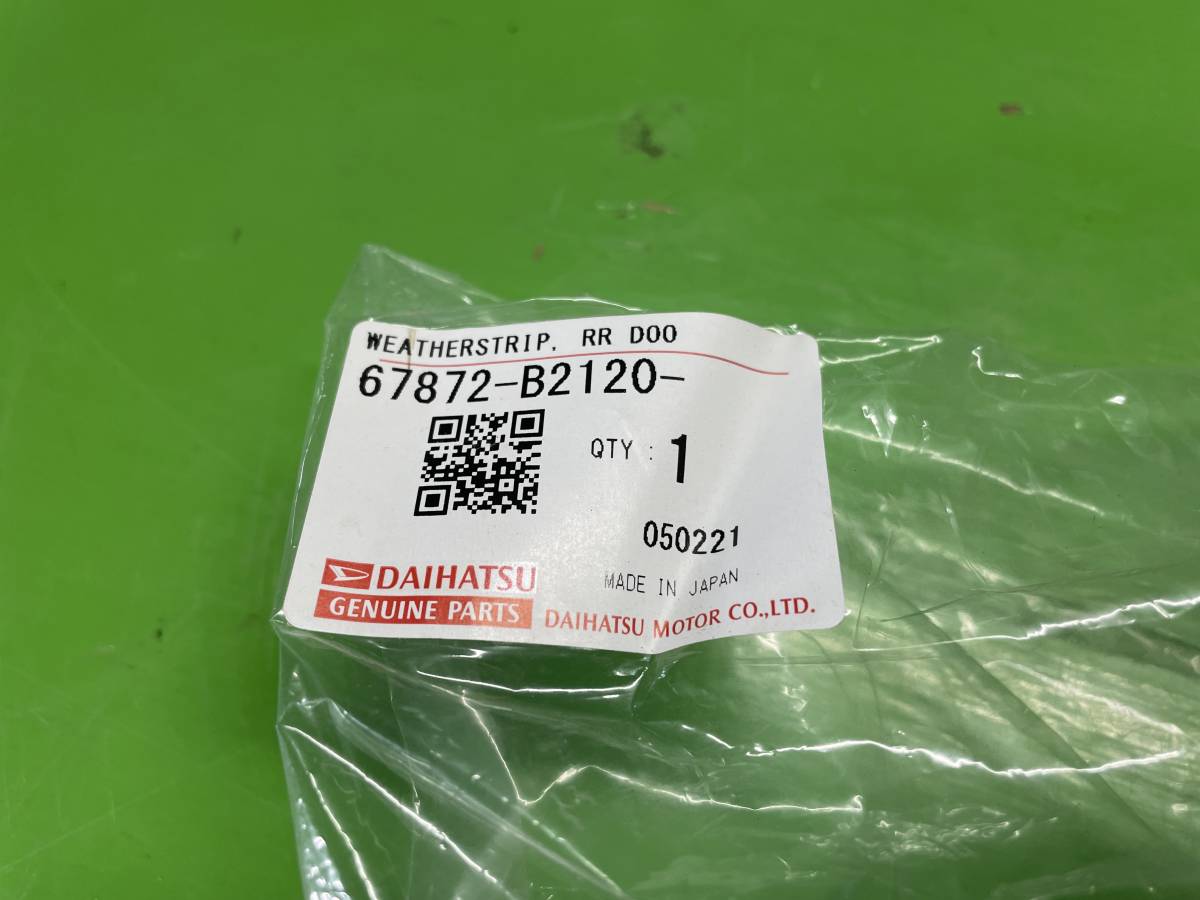 WEATHERSTRIP, RR DOO
67872-B2120-
QTY : 1
050221
MADE IN JAPAN
DAIHATSU
GENUINE PARTS
DAIHATSU MOTOR CO.,LTD.